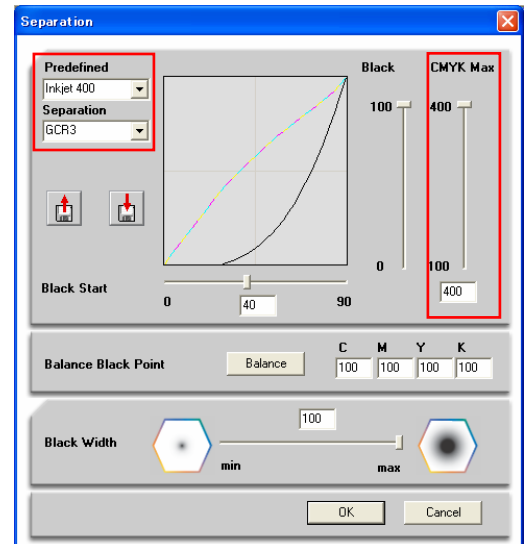 Separation
Predefined
Inkjet 400
Separation
GCR3
Black
100
0
CMYK Max
400
100
400
Black Start
0
40
90
Balance Black Point
Balance
C M Y K
100 100 100 100
Black Width
100
min
max
OK Cancel